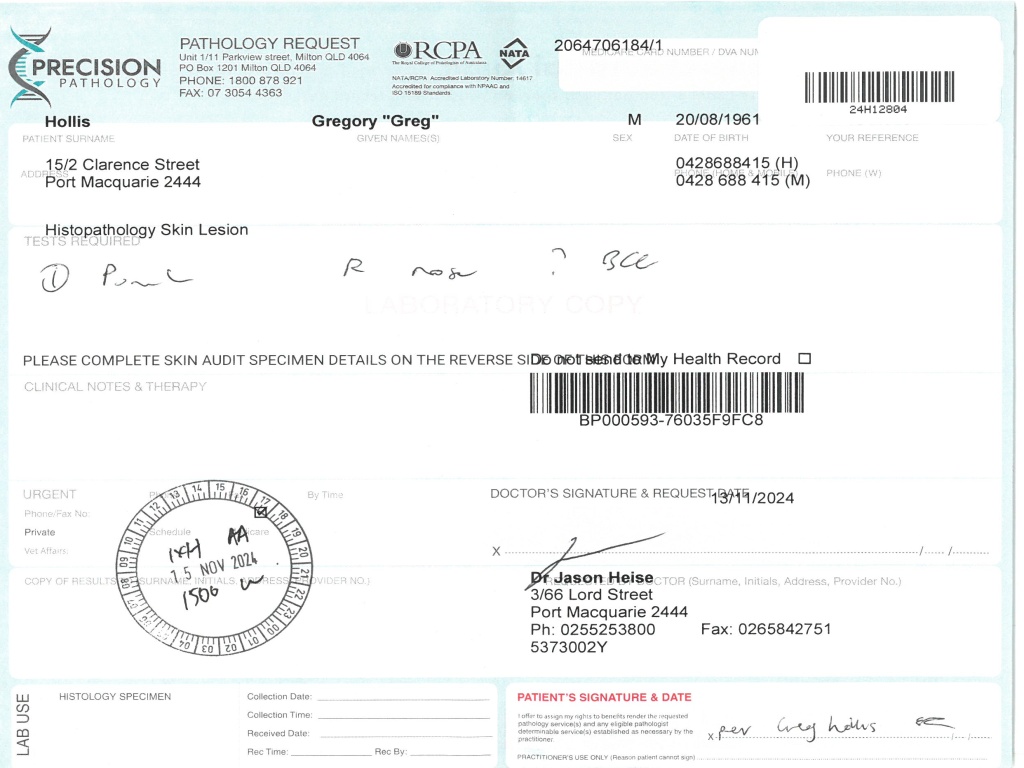 PRECISION
PATHOLOGY
PATHOLOGY REQUEST
Unit 1/11 Parkview street, Milton QLD 4064
PO Box 1201 Milton QLD 4064
PHONE: 1800 878 921
FAX: 07 3054 4363
RCPA
The Royal College of Pathologists of Australasia
NATA
NATA/RCPA Accredited Laboratory Number: 14617
Accredited for compliance with NPAAC and
ISO 15189 Standards.
2064706184/1
MEDICARE CARD NUMBER / DVA NUM
24H12804
Hollis Gregory "Greg" M 20/08/1961
PATIENT SURNAME GIVEN NAMES(S) SEX DATE OF BIRTH YOUR REFERENCE
15/2 Clarence Street 0428688415 (H)
ADDRESS PHONE (HOME & MOBILE) PHONE (W)
Port Macquarie 2444 0428 688 415 (M)
Histopathology Skin Lesion
TESTS REQUIRED
① Punch R nose ? BCC
LABORATORY COPY
PLEASE COMPLETE SKIN AUDIT SPECIMEN DETAILS ON THE REVERSE SIDE OF THIS FORM
Do not send to My Health Record
CLINICAL NOTES & THERAPY
BP000593-76035F9FC8
URGENT By Time
DOCTOR'S SIGNATURE & REQUEST DATE
13/11/2024
Phone/Fax No:
Private Schedule
Vet Affairs
X / /
15 NOV 2024
1500
COPY OF RESULTS (SURNAME, INITIALS, ADDRESS, PROVIDER NO.)
Dr Jason Heise
DOCTOR (Surname, Initials, Address, Provider No.)
3/66 Lord Street
Port Macquarie 2444
Ph: 0255253800 Fax: 0265842751
5373002Y
LAB USE
HISTOLOGY SPECIMEN
Collection Date:
Collection Time:
Received Date:
Rec Time: Rec By:
PATIENT'S SIGNATURE & DATE
I offer to assign my rights to benefits render the requested
pathology service(s) and any eligible pathologist
determinable service(s) established as necessary by the
practitioner.
x per Greg Hollis
PRACTITIONER'S USE ONLY (Reason patient cannot sign)